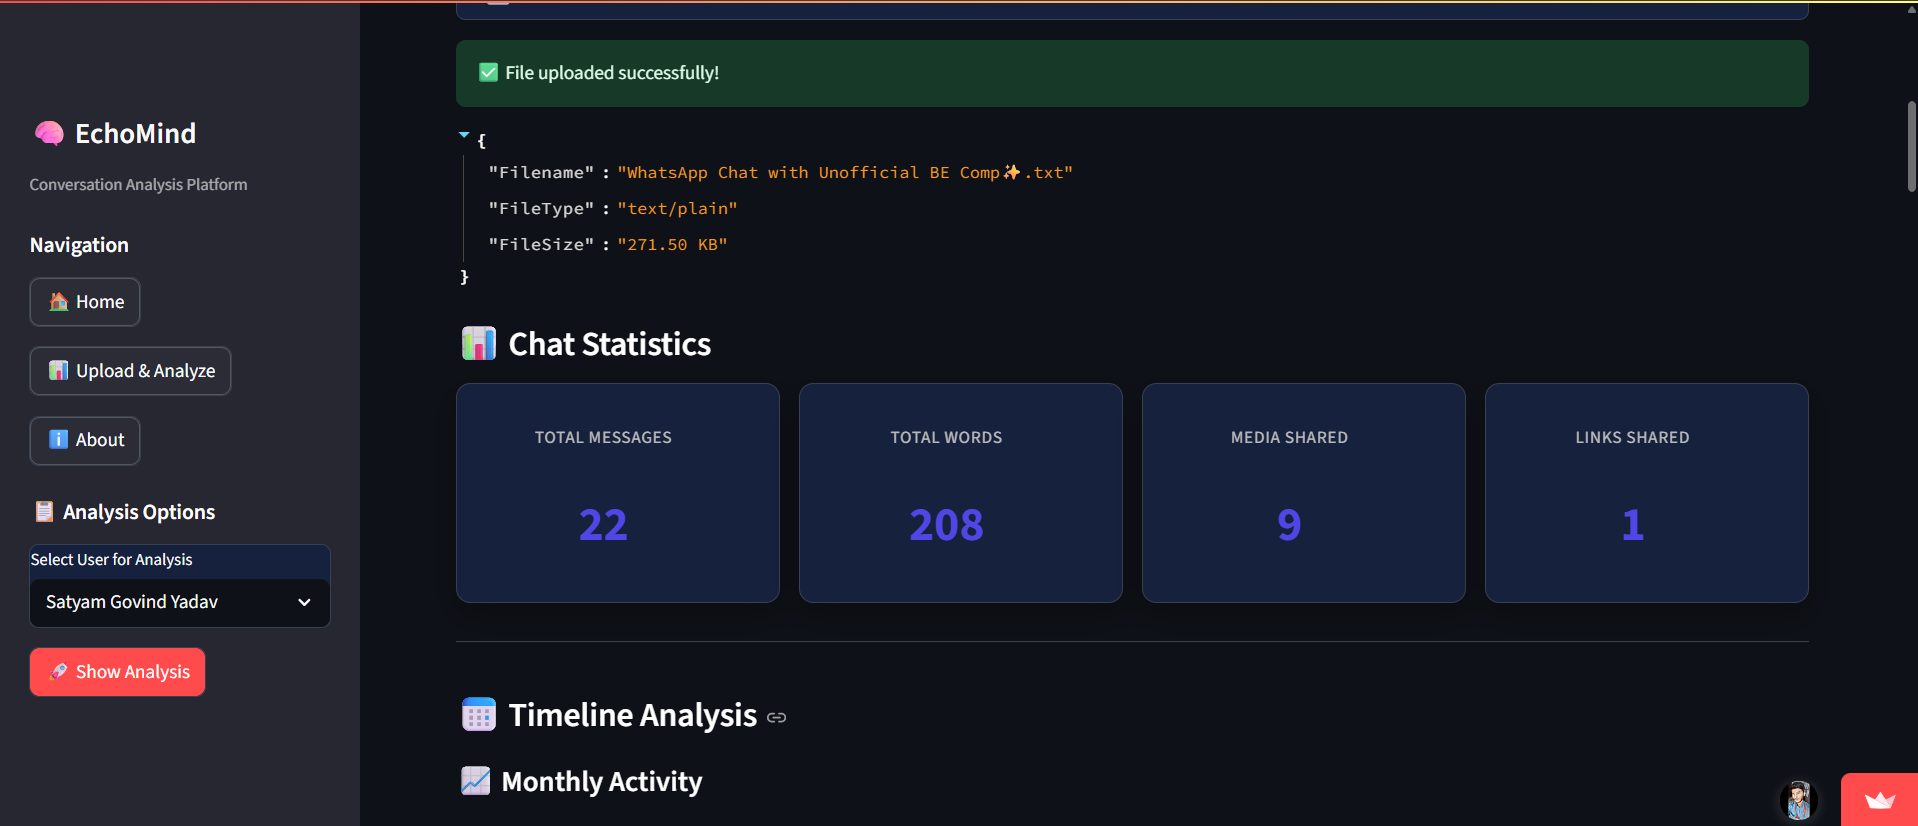 🧠 EchoMind
Conversation Analysis Platform
Navigation
🏠 Home
📊 Upload & Analyze
ℹ️ About
📋 Analysis Options
Select User for Analysis
Satyam Govind Yadav
🚀 Show Analysis
✅ File uploaded successfully!
{
"Filename" : "WhatsApp Chat with Unofficial BE Comp✨.txt"
"FileType" : "text/plain"
"FileSize" : "271.50 KB"
}
📊 Chat Statistics
TOTAL MESSAGES
22
TOTAL WORDS
208
MEDIA SHARED
9
LINKS SHARED
1
📅 Timeline Analysis
📈 Monthly Activity